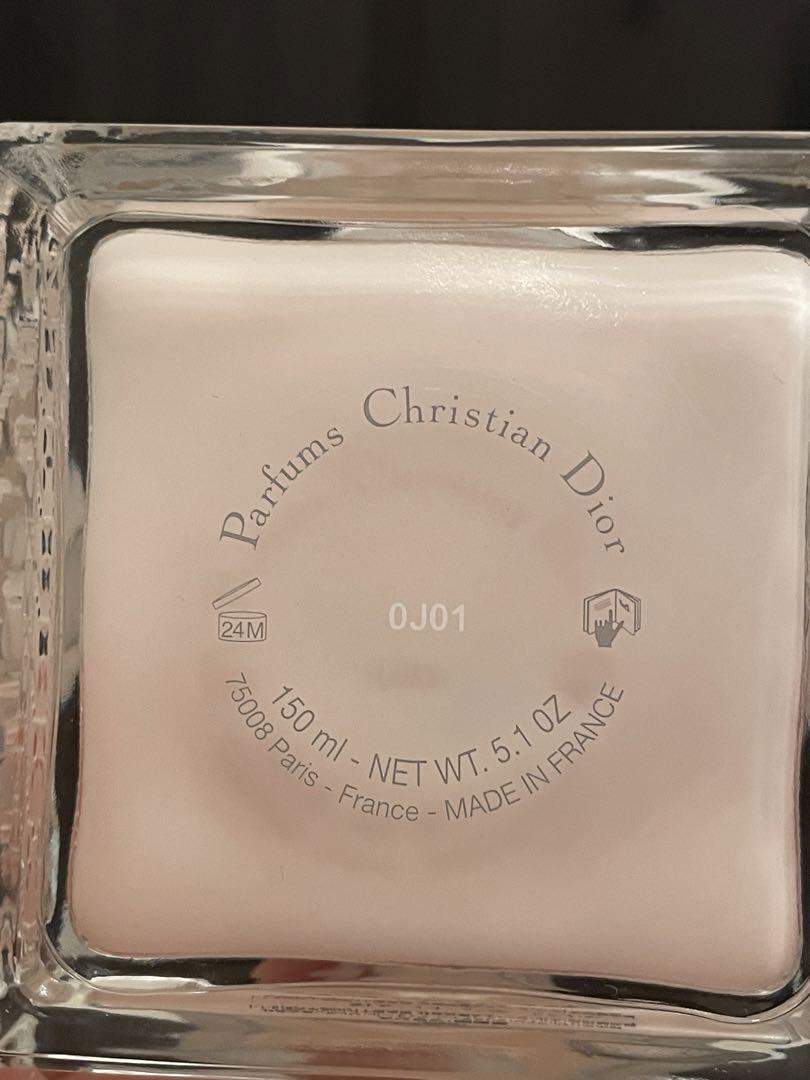 Parfums Christian Dior
24M
0J01
150 ml - NET WT. 5.1 OZ
75008 Paris - France - MADE IN FRANCE